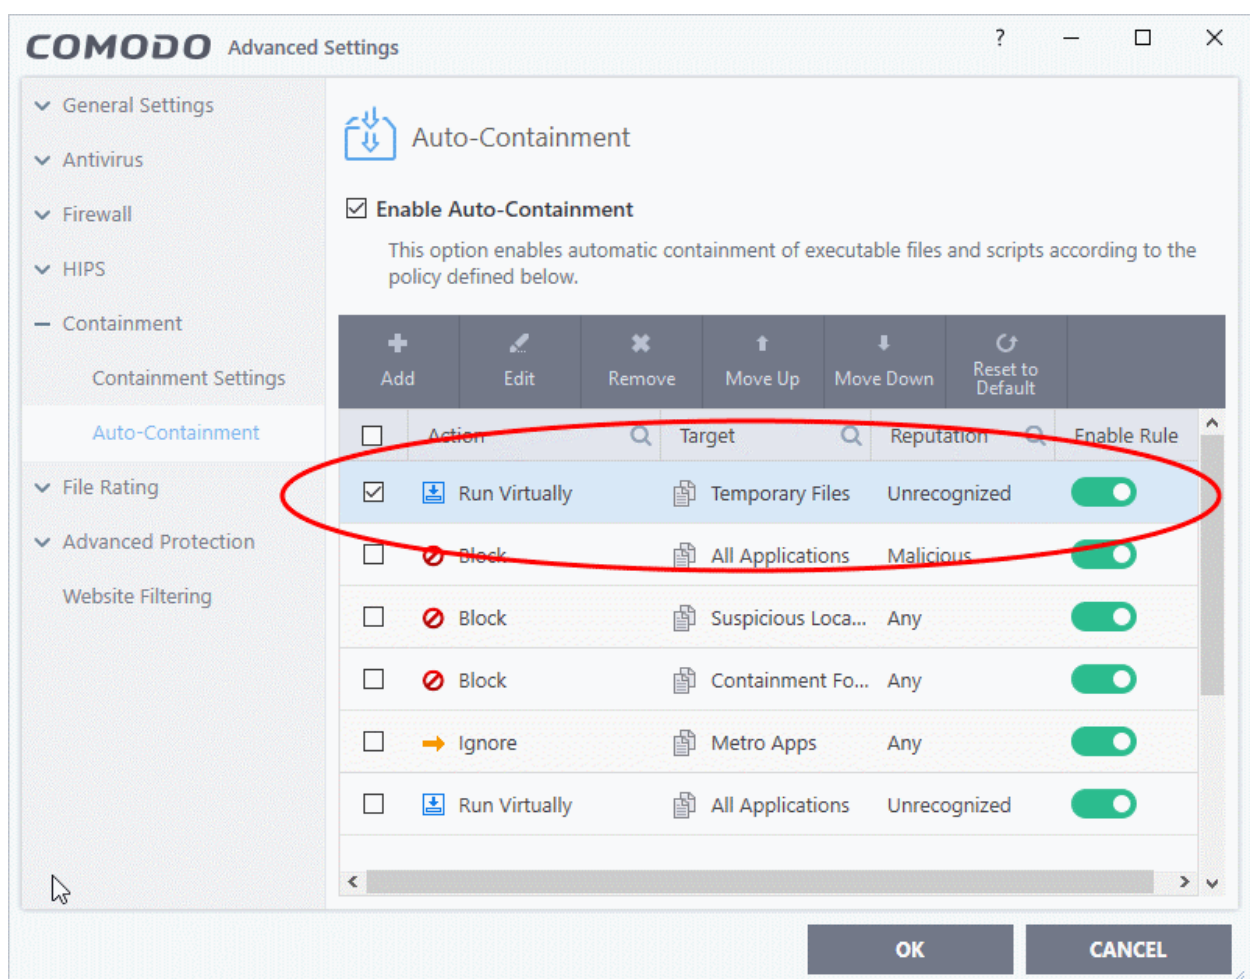 COMODO Advanced Settings ?
General Settings
Antivirus
Firewall
HIPS
Containment
Containment Settings
Auto-Containment
File Rating
Advanced Protection
Website Filtering
Auto-Containment
Enable Auto-Containment
This option enables automatic containment of executable files and scripts according to the
policy defined below.
Add Edit Remove Move Up Move Down Reset to
Default
Action Target Reputation Enable Rule
Run Virtually Temporary Files Unrecognized
Block All Applications Malicious
Block Suspicious Loca... Any
Block Containment Fo... Any
Ignore Metro Apps Any
Run Virtually All Applications Unrecognized
OK CANCEL